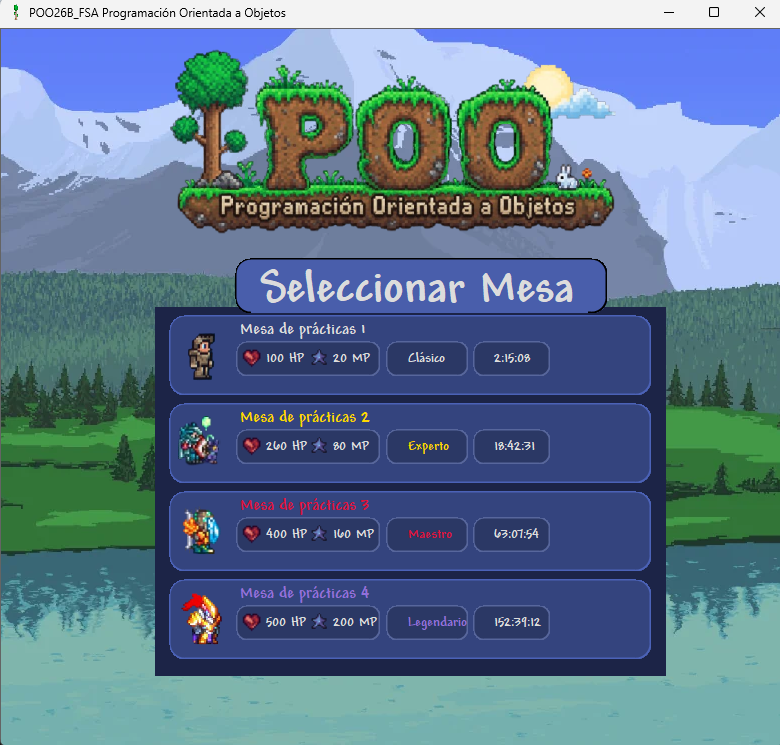 POO26B_FSA Programación Orientada a Objetos
POO
Programación Orientada a Objetos
Seleccionar Mesa
Mesa de prácticas 1
100 HP 20 MP Clásico 2:15:08
Mesa de prácticas 2
260 HP 80 MP Experto 18:42:31
Mesa de prácticas 3
400 HP 160 MP Maestro 63:07:54
Mesa de prácticas 4
500 HP 200 MP Legendario 152:39:12